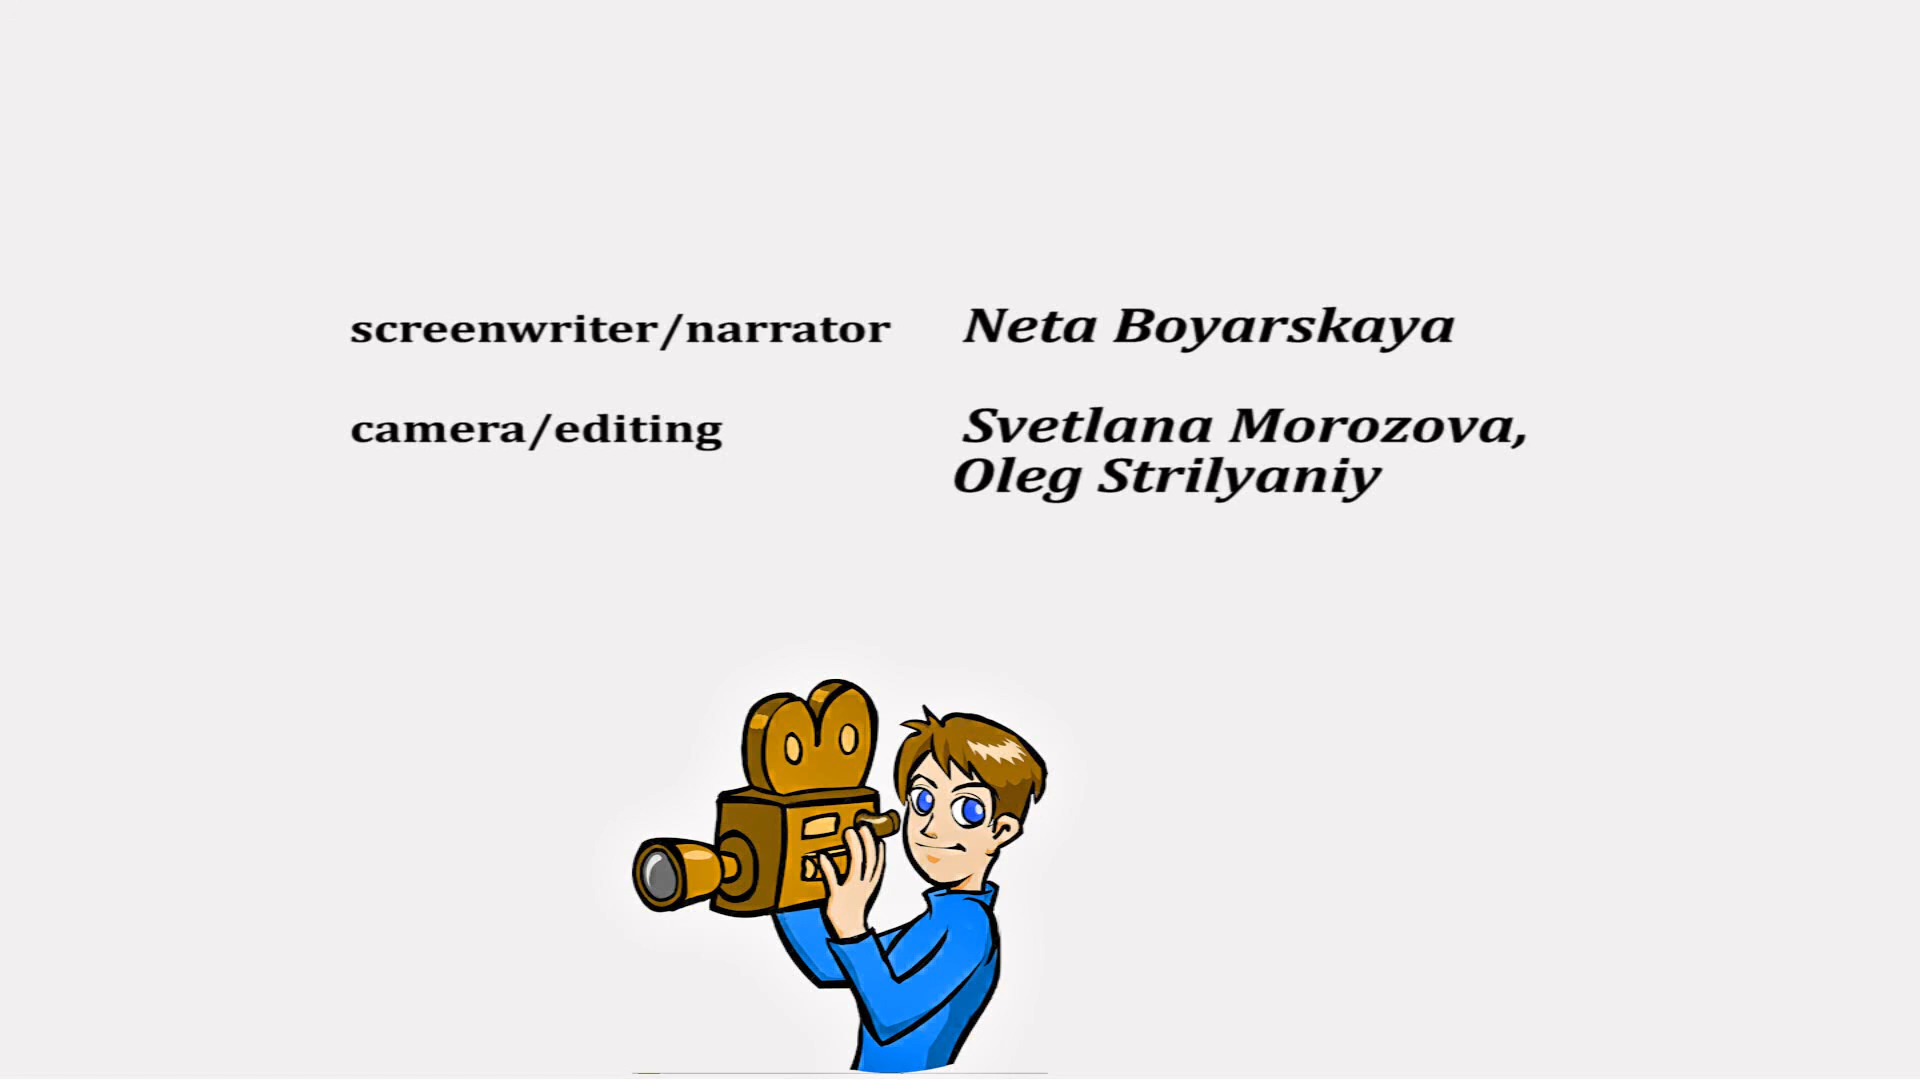 screenwriter/narrator Neta Boyarskaya
camera/editing Svetlana Morozova,
Oleg Strilyaniy